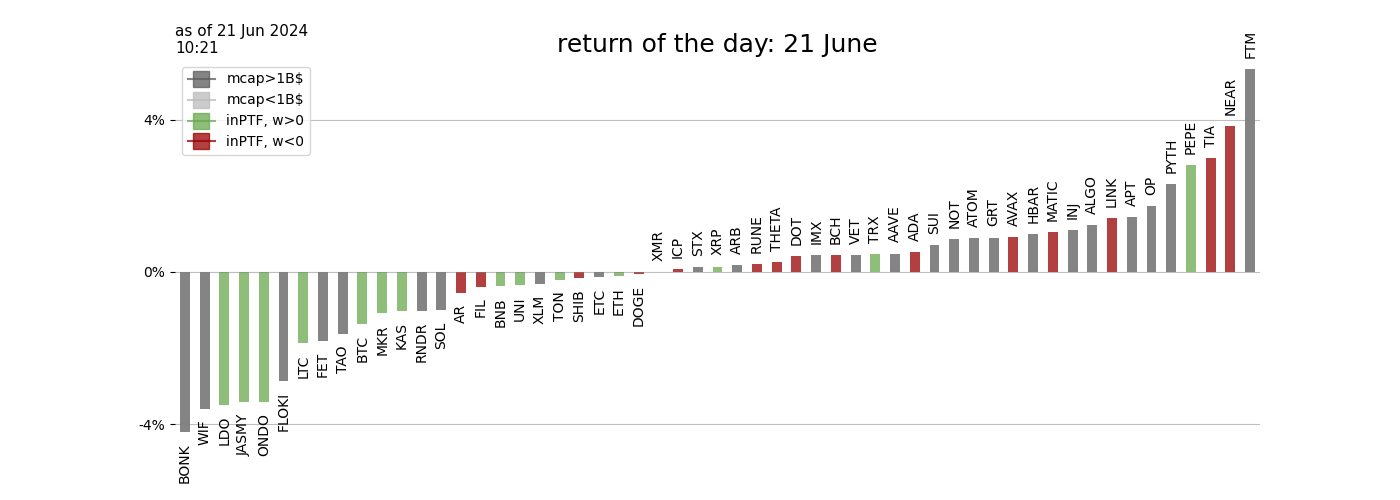 as of 21 Jun 2024
10:21
return of the day: 21 June
mcap>1B$
mcap<1B$
inPTF, w>0
inPTF, w<0
4%
0%
-4%
BONK
WIF
LDO
JASMY
ONDO
FLOKI
LTC
FET
TAO
BTC
MKR
KAS
RNDR
SOL
AR
FIL
BNB
UNI
XLM
TON
SHIB
ETC
ETH
DOGE
XMR
ICP
STX
XRP
ARB
RUNE
THETA
DOT
IMX
BCH
VET
TRX
AAVE
ADA
SUI
NOT
ATOM
GRT
AVAX
HBAR
MATIC
INJ
ALGO
LINK
APT
OP
PYTH
PEPE
TIA
NEAR
FTM